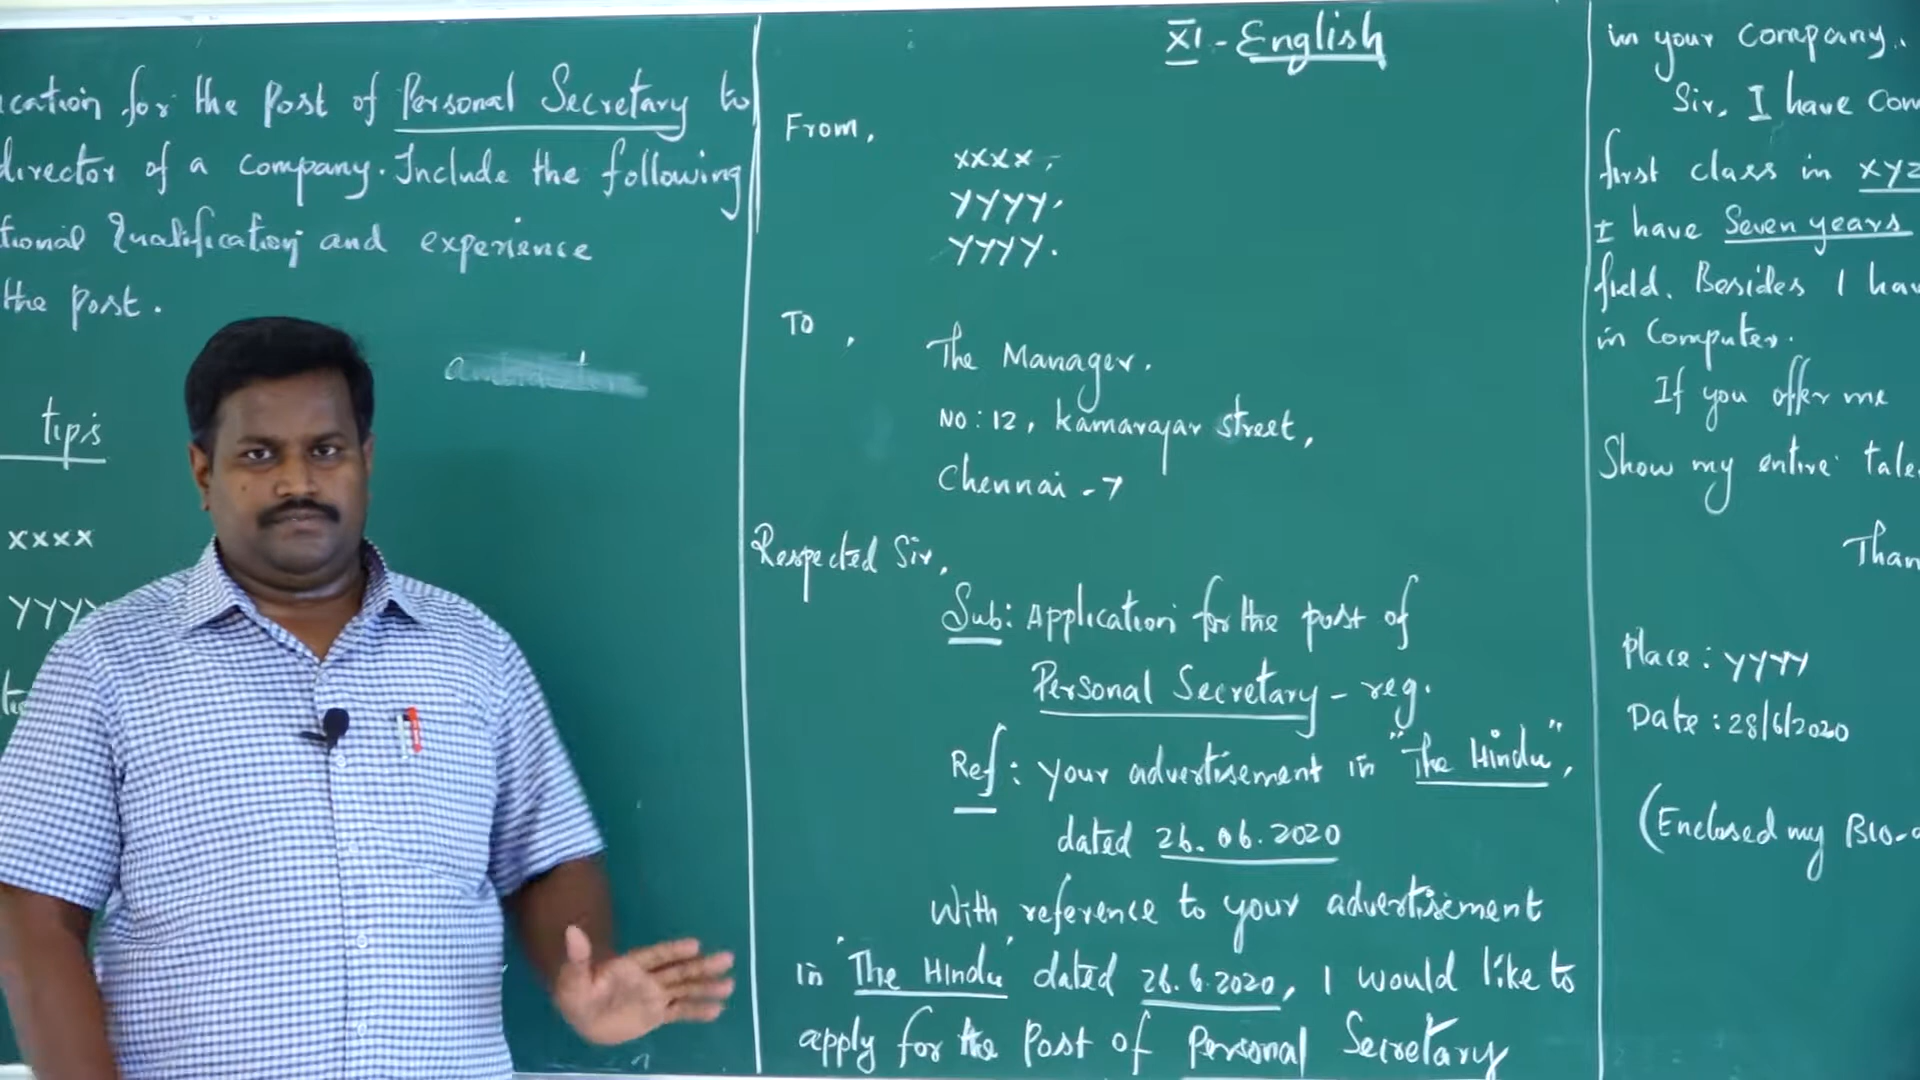 cation for the Post of Personal Secretary to
director of a company. Include the following
tional Qualification and experience
the post.
tips
xxxx
YYYY
XI - English
From,
xxxx,
YYYY,
YYYY.
To,
The Manager.
No: 12, Kamarajar street,
Chennai - 7
Respected Sir,
Sub: Application for the post of
Personal Secretary - reg.
Ref: your advertisement in "The Hindu",
dated 26.06.2020
With reference to your advertisement
in 'The Hindu' dated 26.6.2020, I would like to
apply for the Post of Personal Secretary
in your company.
Sir, I have Com
first class in xyz
I have Seven years
field. Besides I hav
in Computer.
If you offer me
Show my entire tale
Than
Place: YYYY
Date: 28/6/2020
(Enclosed my Bio-d